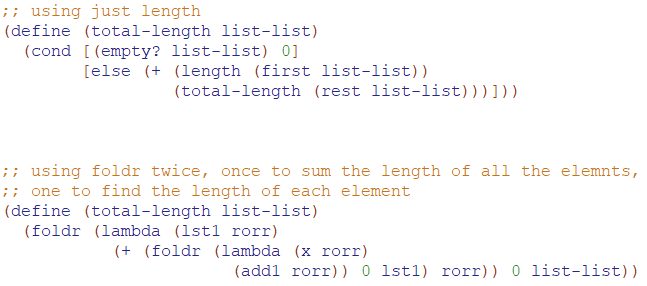 ;; using just length
(define (total-length list-list)
  (cond [(empty? list-list) 0]
        [else (+ (length (first list-list))
                 (total-length (rest list-list)))]))
;; using foldr twice, once to sum the length of all the elemnts,
;; one to find the length of each element
(define (total-length list-list)
  (foldr (lambda (lst1 rorr)
           (+ (foldr (lambda (x rorr)
                       (add1 rorr)) 0 lst1) rorr)) 0 list-list))